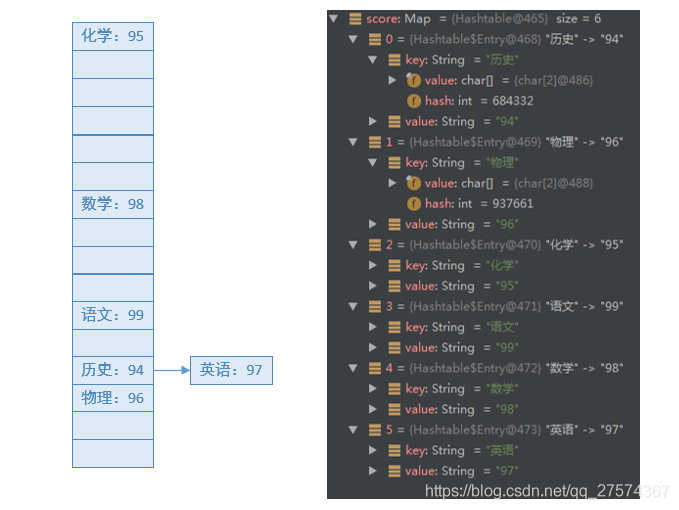 化学：95
数学：98
语文：99
历史：94
英语：97
物理：96
score: Map = {Hashtable@465} size = 6
0 = {Hashtable$Entry@468} "历史" -> "94"
key: String = "历史"
f value: char[] = {char[2]@486}
f hash: int = 684332
value: String = "94"
1 = {Hashtable$Entry@469} "物理" -> "96"
key: String = "物理"
f value: char[] = {char[2]@488}
f hash: int = 937661
value: String = "96"
2 = {Hashtable$Entry@470} "化学" -> "95"
key: String = "化学"
value: String = "95"
3 = {Hashtable$Entry@471} "语文" -> "99"
key: String = "语文"
value: String = "99"
4 = {Hashtable$Entry@472} "数学" -> "98"
key: String = "数学"
value: String = "98"
5 = {Hashtable$Entry@473} "英语" -> "97"
key: String = "英语"
value: String = "97"
https://blog.csdn.net/qq_27574367